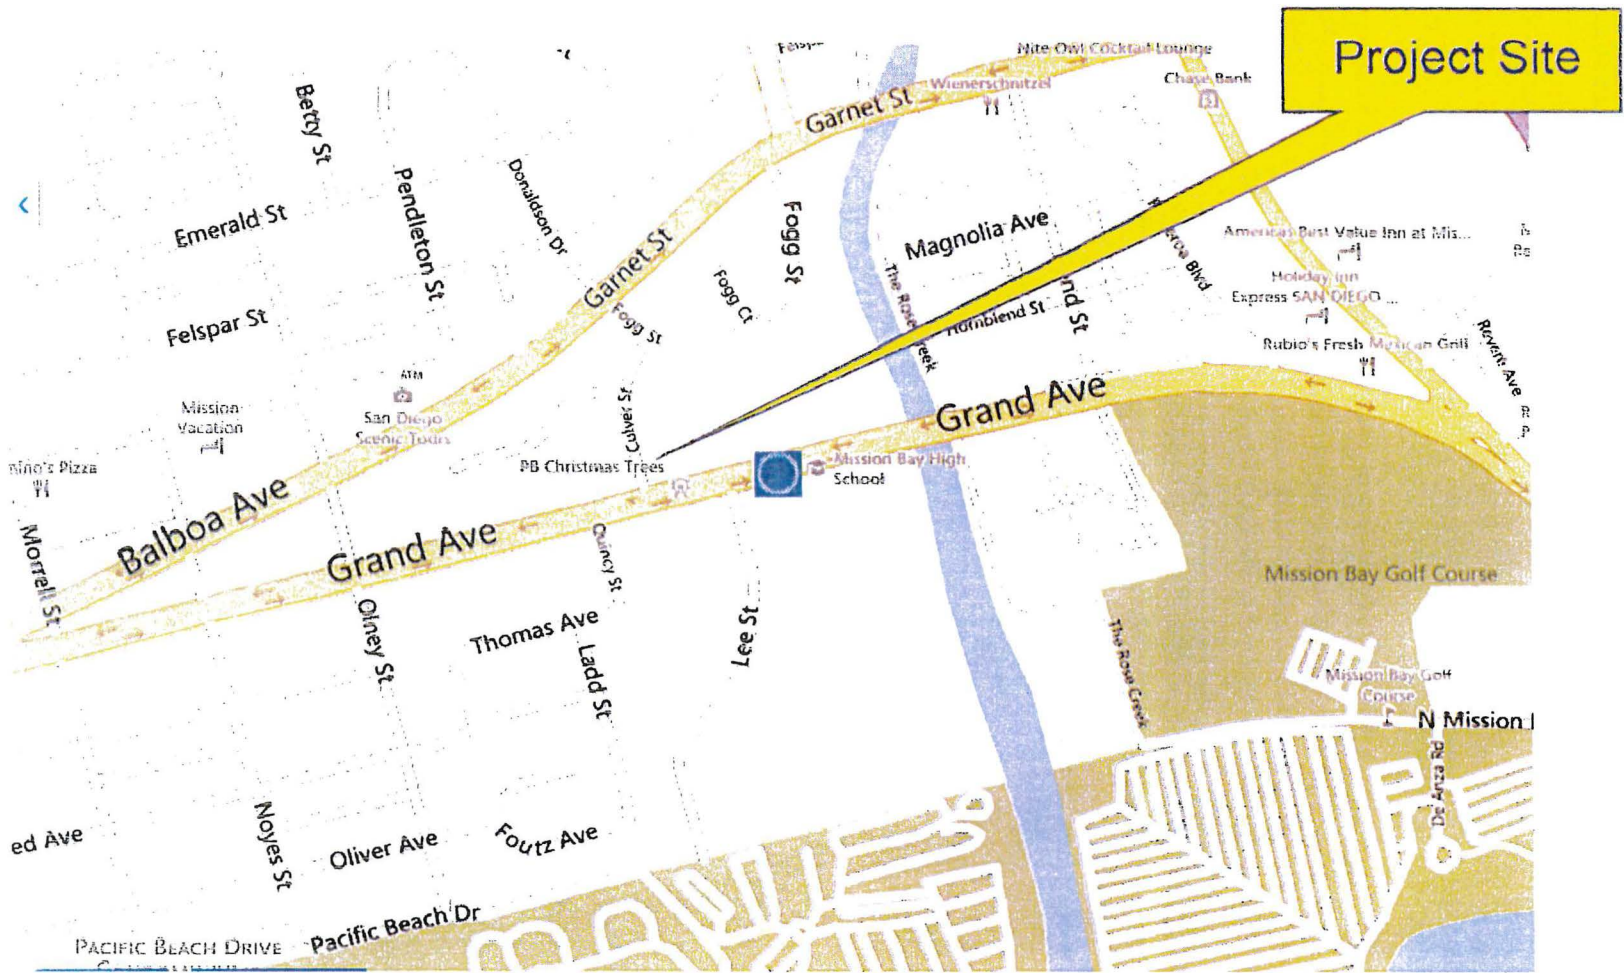 Project Site
Nite Owl Cocktail Lounge
Wienerschnitzel
Chase Bank
Garnet St
Betty St
Pendleton St
Donaldson Dr
Emerald St
Fogg St
Magnolia Ave
Garnet St
Americas Best Value Inn at Mis...
Fogg Ct
The Rose Creek
Holiday Inn
Express SAN DIEGO ...
Felspar St
Fogg St
Hornblend St
Rubio's Fresh Mexican Grill
Revere Ave
ATM
San Diego
Scenic Tours
Mission
Vacation
Culver St
Grand Ave
PB Christmas Trees
Mission Bay High
School
Balboa Ave
Grand Ave
Morrell St
Quincy St
Mission Bay Golf Course
Olney St
Thomas Ave
Ladd St
Lee St
The Rose Creek
Mission Bay Golf
Course
N Mission
De Anza Rd
ed Ave
Noyes St
Oliver Ave
Foutz Ave
Pacific Beach Dr
PACIFIC BEACH DRIVE